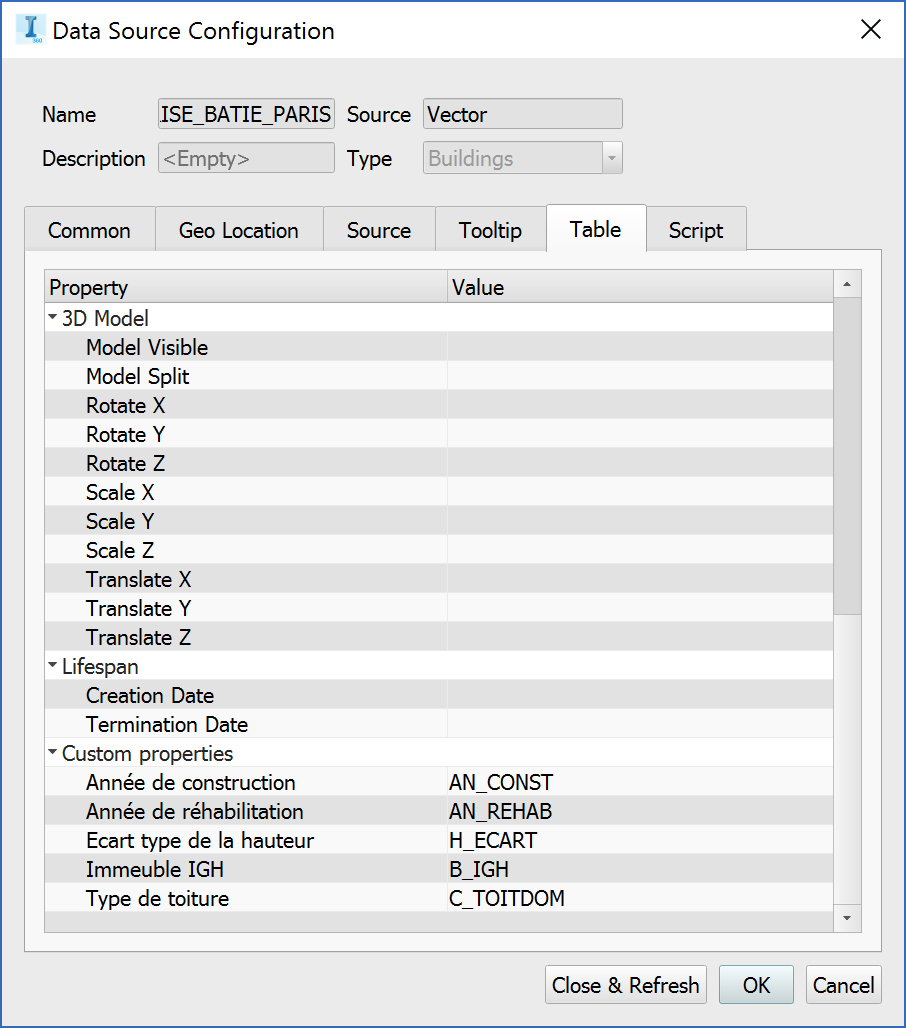 Data Source Configuration
Name ISE_BATIE_PARIS Source Vector
Description <Empty> Type Buildings
Common Geo Location Source Tooltip Table Script
Property Value
3D Model
Model Visible
Model Split
Rotate X
Rotate Y
Rotate Z
Scale X
Scale Y
Scale Z
Translate X
Translate Y
Translate Z
Lifespan
Creation Date
Termination Date
Custom properties
Année de construction AN_CONST
Année de réhabilitation AN_REHAB
Ecart type de la hauteur H_ECART
Immeuble IGH B_IGH
Type de toiture C_TOITDOM
Close & Refresh OK Cancel